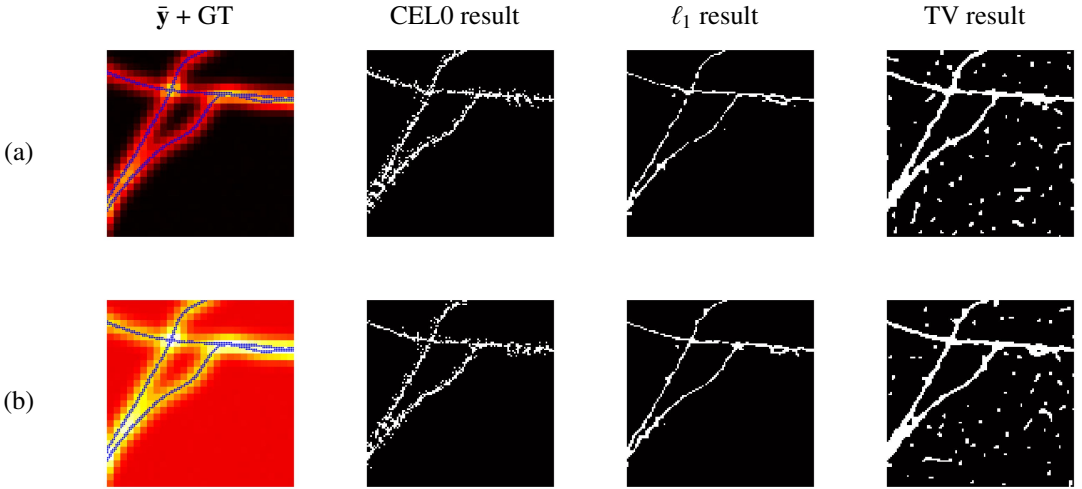 ȳ + GT CEL0 result ℓ₁ result TV result
(a)
(b)